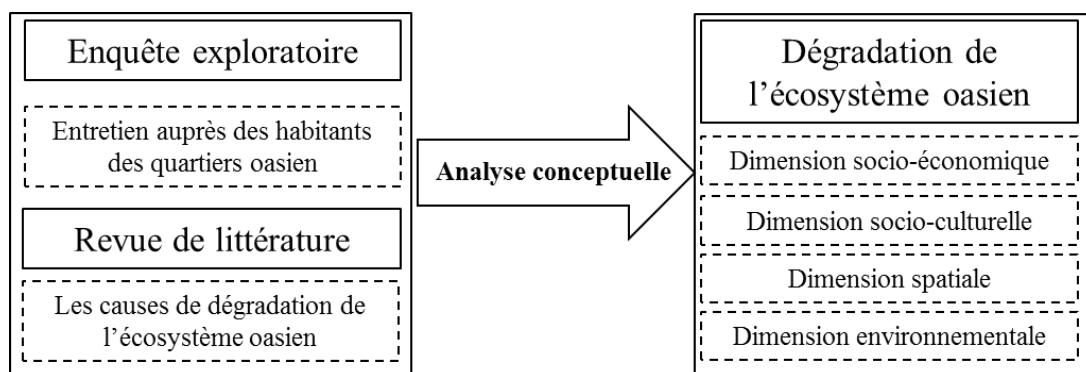 Enquête exploratoire
Entretien auprès des habitants
des quartiers oasien
Revue de littérature
Les causes de dégradation de
l’écosystème oasien
Analyse conceptuelle
Dégradation de
l’écosystème oasien
Dimension socio-économique
Dimension socio-culturelle
Dimension spatiale
Dimension environnementale